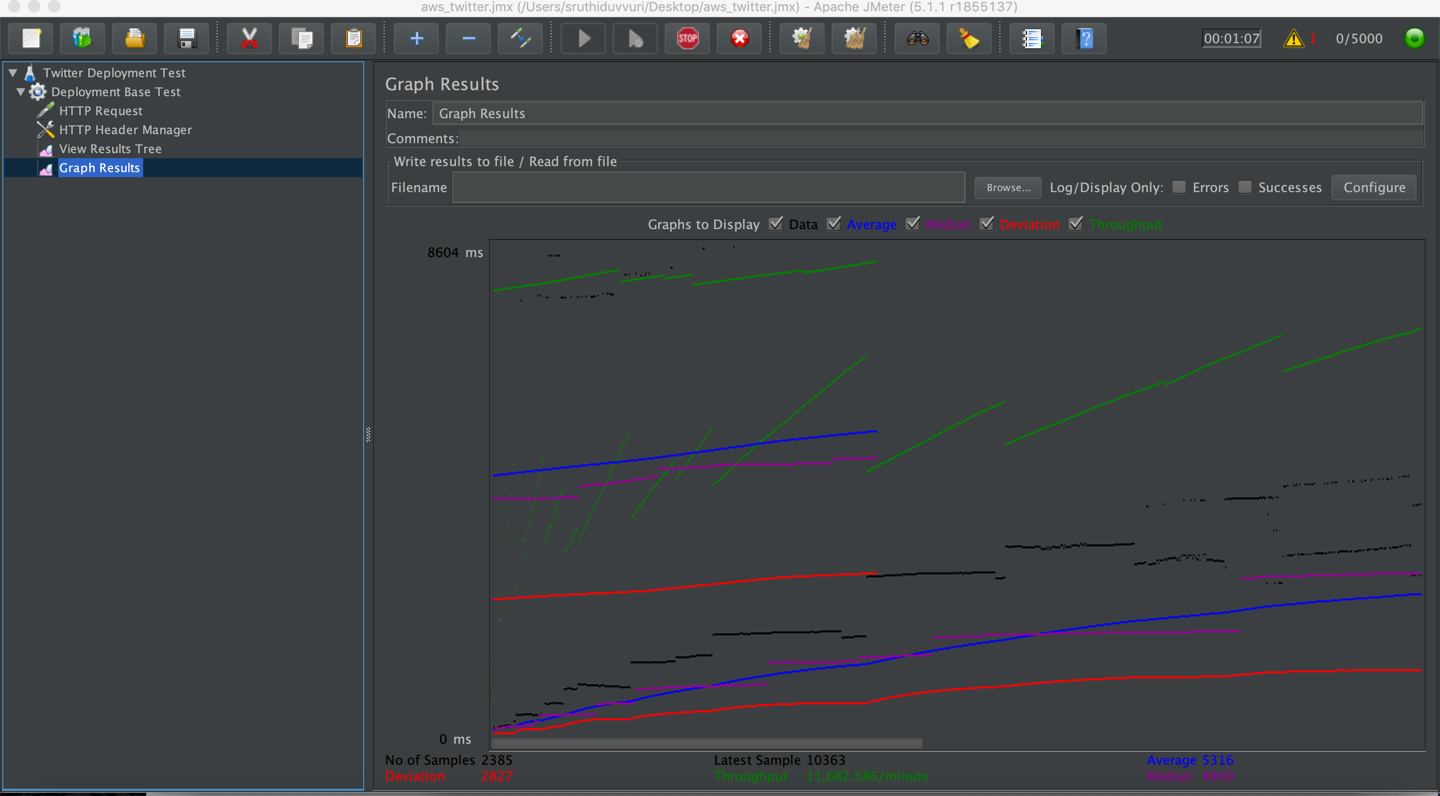 aws_twitter.jmx (/Users/sruthiduvvuri/Desktop/aws_twitter.jmx) - Apache JMeter (5.1.1 r1855137)
STOP 00:01:07 0/5000
Twitter Deployment Test
Deployment Base Test
HTTP Request
HTTP Header Manager
View Results Tree
Graph Results
Graph Results
Name: Graph Results
Comments:
Write results to file / Read from file
Filename Browse... Log/Display Only: Errors Successes Configure
Graphs to Display Data Average Median Deviation Throughput
8604 ms
0 ms
No of Samples 2385 Latest Sample 10363 Average 5316
Deviation 2827 Throughput 11,682.586/minute Median